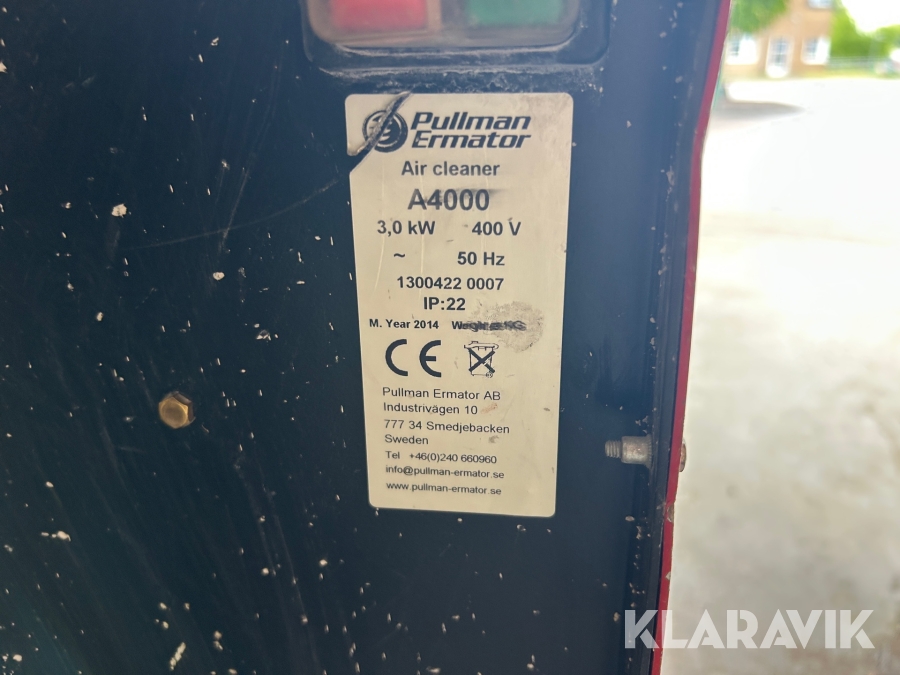 Pullman
Ermator
Air cleaner
A4000
3,0 kW 400 V
~ 50 Hz
1300422 0007
IP:22
M. Year 2014
CE
Pullman Ermator AB
Industrivägen 10
777 34 Smedjebacken
Sweden
Tel +46(0)240 660960
info@pullman-ermator.se
www.pullman-ermator.se
KLARAVIK